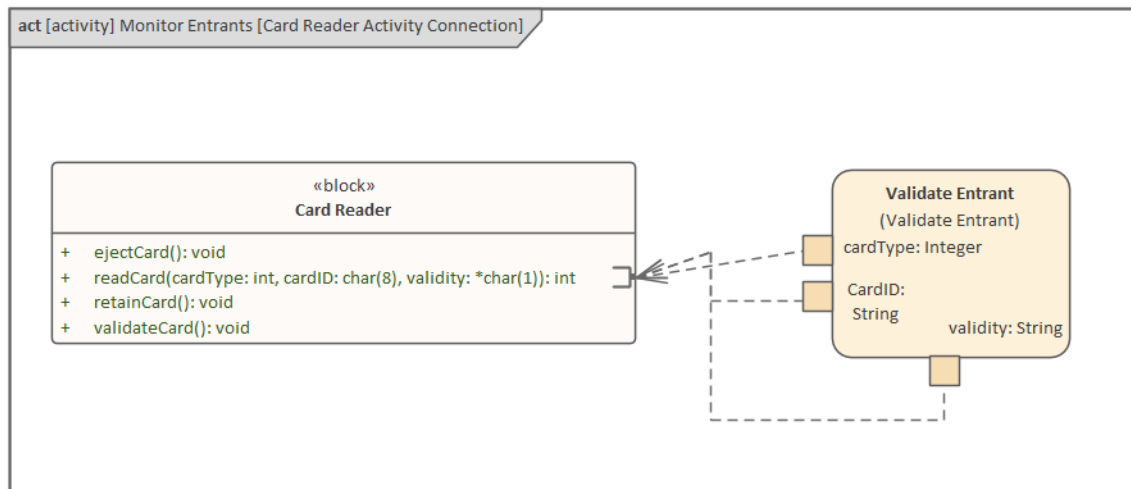 act [activity] Monitor Entrants [Card Reader Activity Connection]
«block»
Card Reader
+ ejectCard(): void
+ readCard(cardType: int, cardID: char(8), validity: *char(1)): int
+ retainCard(): void
+ validateCard(): void
Validate Entrant
(Validate Entrant)
cardType: Integer
CardID:
String
validity: String